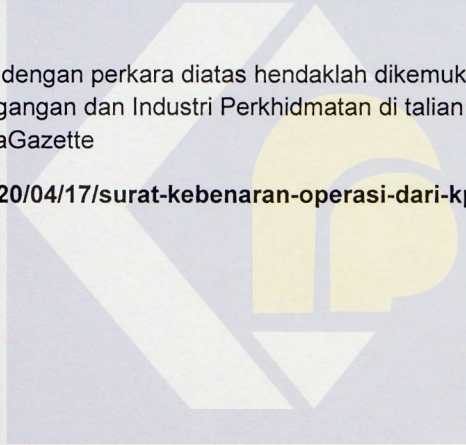 dengan perkara diatas hendaklah dikemuk
gangan dan Industri Perkhidmatan di talian
aGazette
20/04/17/surat-kebenaran-operasi-dari-k